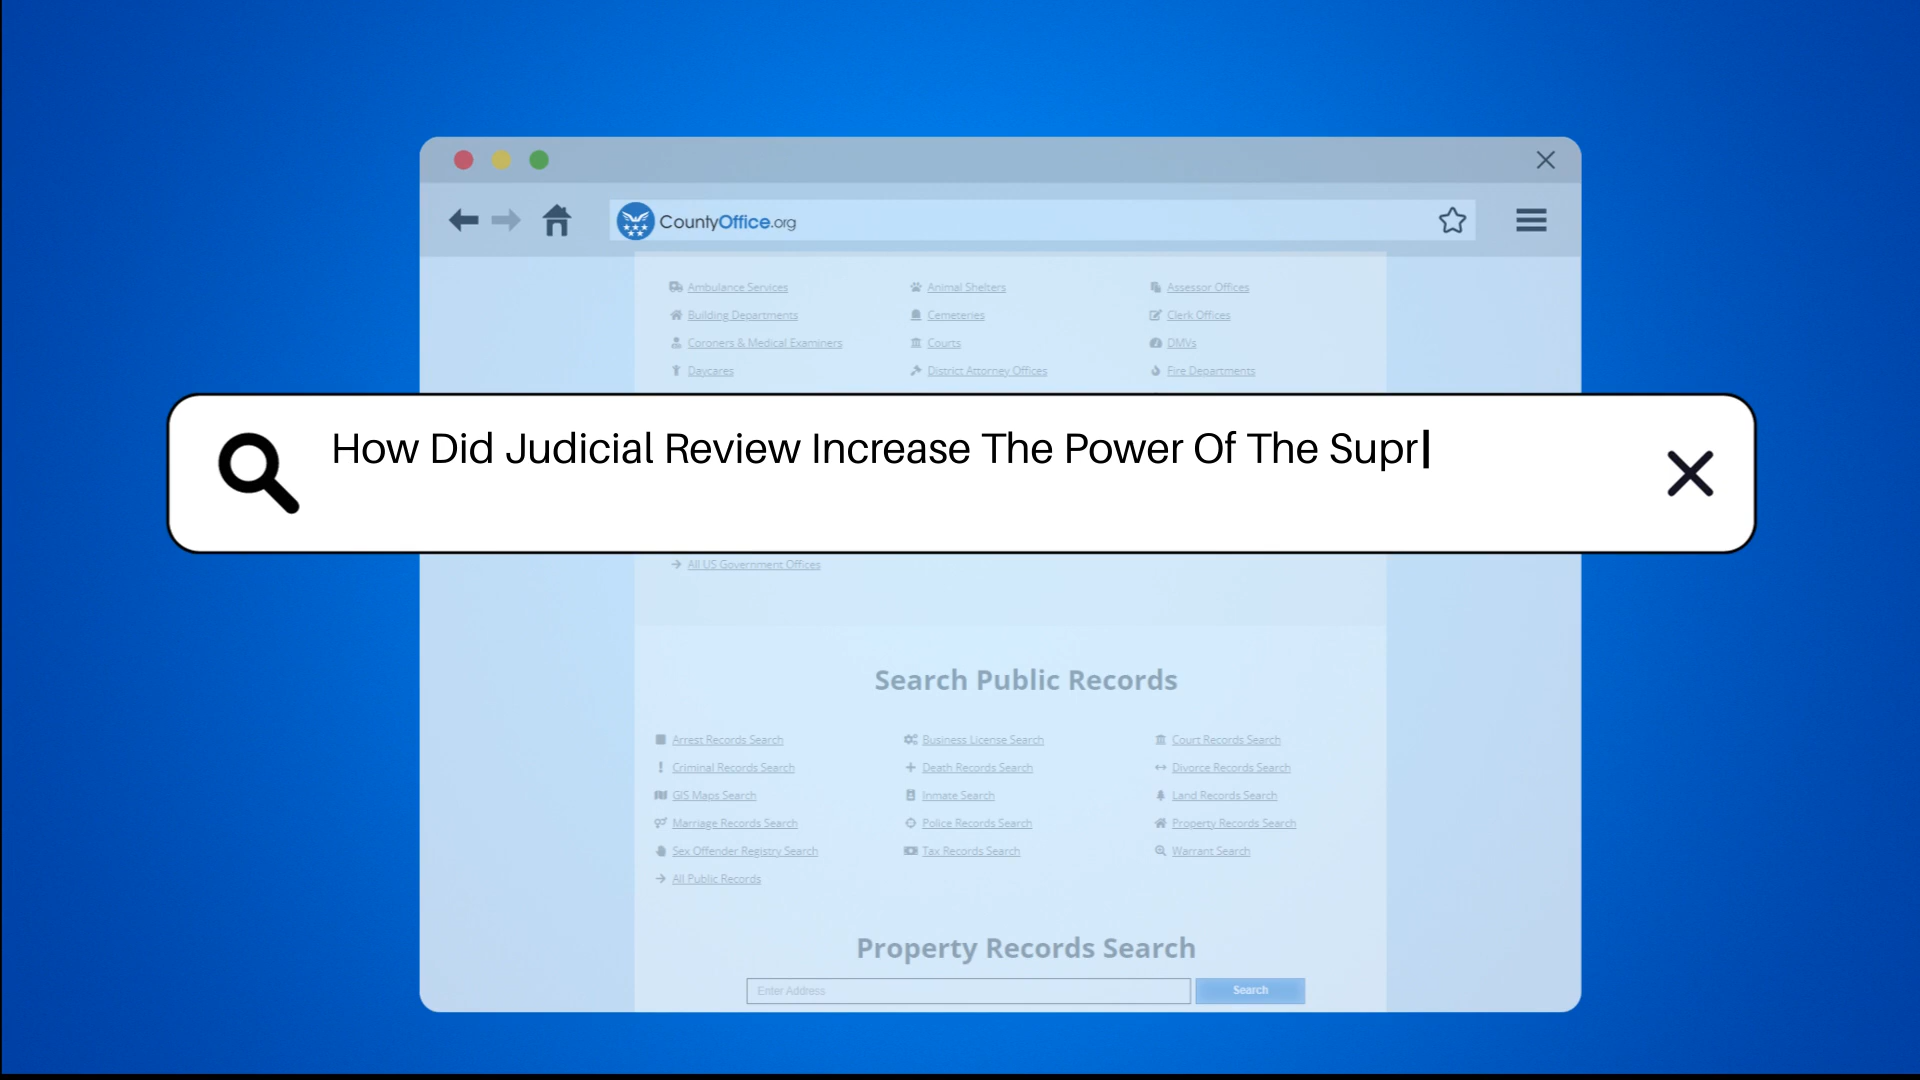 CountyOffice.org
Ambulance Services Animal Shelters Assessor Offices
Building Departments Cemeteries Clerk Offices
Coroners & Medical Examiners Courts DMVs
Daycares District Attorney Offices Fire Departments
How Did Judicial Review Increase The Power Of The Supr
All US Government Offices
Search Public Records
Arrest Records Search Business License Search Court Records Search
Criminal Records Search Death Records Search Divorce Records Search
GIS Maps Search Inmate Search Land Records Search
Marriage Records Search Police Records Search Property Records Search
Sex Offender Registry Search Tax Records Search Warrant Search
All Public Records
Property Records Search
Enter Address Search